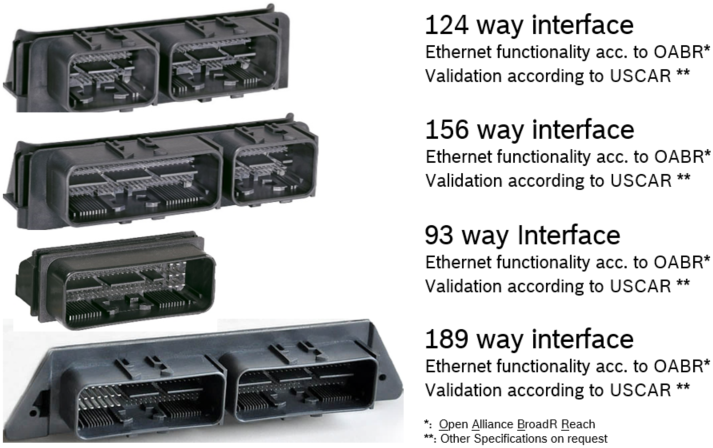 124 way interface
Ethernet functionality acc. to OABR*
Validation according to USCAR **
156 way interface
Ethernet functionality acc. to OABR*
Validation according to USCAR **
93 way Interface
Ethernet functionality acc. to OABR*
Validation according to USCAR **
189 way interface
Ethernet functionality acc. to OABR*
Validation according to USCAR **
*: Open Alliance BroadR Reach
**: Other Specifications on request